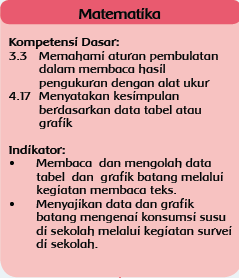 Matematika
Kompetensi Dasar:
3.3 Memahami aturan pembulatan
dalam membaca hasil
pengukuran dengan alat ukur
4.17 Menyatakan kesimpulan
berdasarkan data tabel atau
grafik
Indikator:
• Membaca dan mengolah data
tabel dan grafik batang melalui
kegiatan membaca teks.
• Menyajikan data dan grafik
batang mengenai konsumsi susu
di sekolah melalui kegiatan survei
di sekolah.